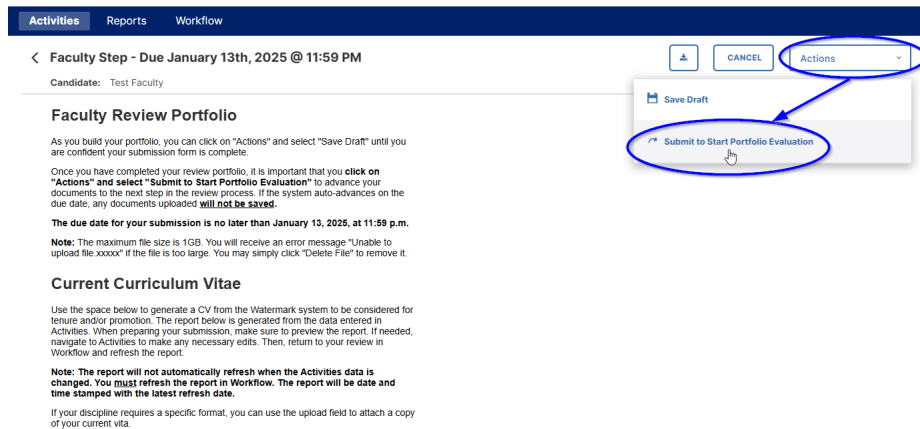 Activities Reports Workflow
Faculty Step - Due January 13th, 2025 @ 11:59 PM
CANCEL
Actions
Candidate: Test Faculty
Save Draft
Submit to Start Portfolio Evaluation
Faculty Review Portfolio
As you build your portfolio, you can click on "Actions" and select "Save Draft" until you
are confident your submission form is complete.
Once you have completed your review portfolio, it is important that you click on
"Actions" and select "Submit to Start Portfolio Evaluation" to advance your
documents to the next step in the review process. If the system auto-advances on the
due date, any documents uploaded will not be saved.
The due date for your submission is no later than January 13, 2025, at 11:59 p.m.
Note: The maximum file size is 1GB. You will receive an error message "Unable to
upload file.xxxxx" if the file is too large. You may simply click "Delete File" to remove it.
Current Curriculum Vitae
Use the space below to generate a CV from the Watermark system to be considered for
tenure and/or promotion. The report below is generated from the data entered in
Activities. When preparing your submission, make sure to preview the report. If needed,
navigate to Activities to make any necessary edits. Then, return to your review in
Workflow and refresh the report.
Note: The report will not automatically refresh when the Activities data is
changed. You must refresh the report in Workflow. The report will be date and
time stamped with the latest refresh date.
If your discipline requires a specific format, you can use the upload field to attach a copy
of your current vita.